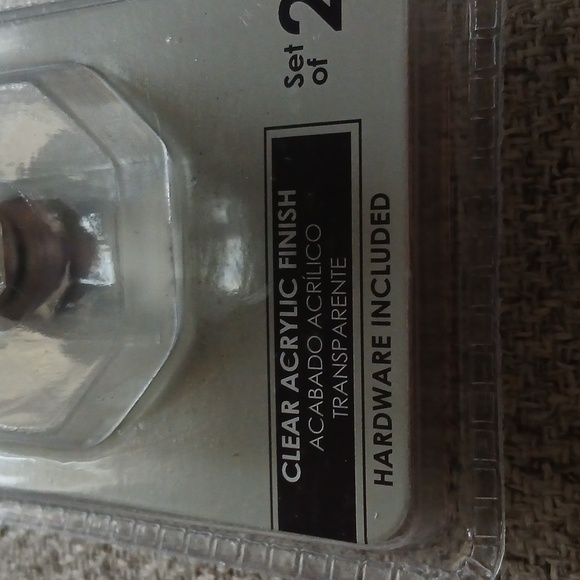 Set
of 2
CLEAR ACRYLIC FINISH
ACABADO ACRÍLICO
TRANSPARENTE
HARDWARE INCLUDED